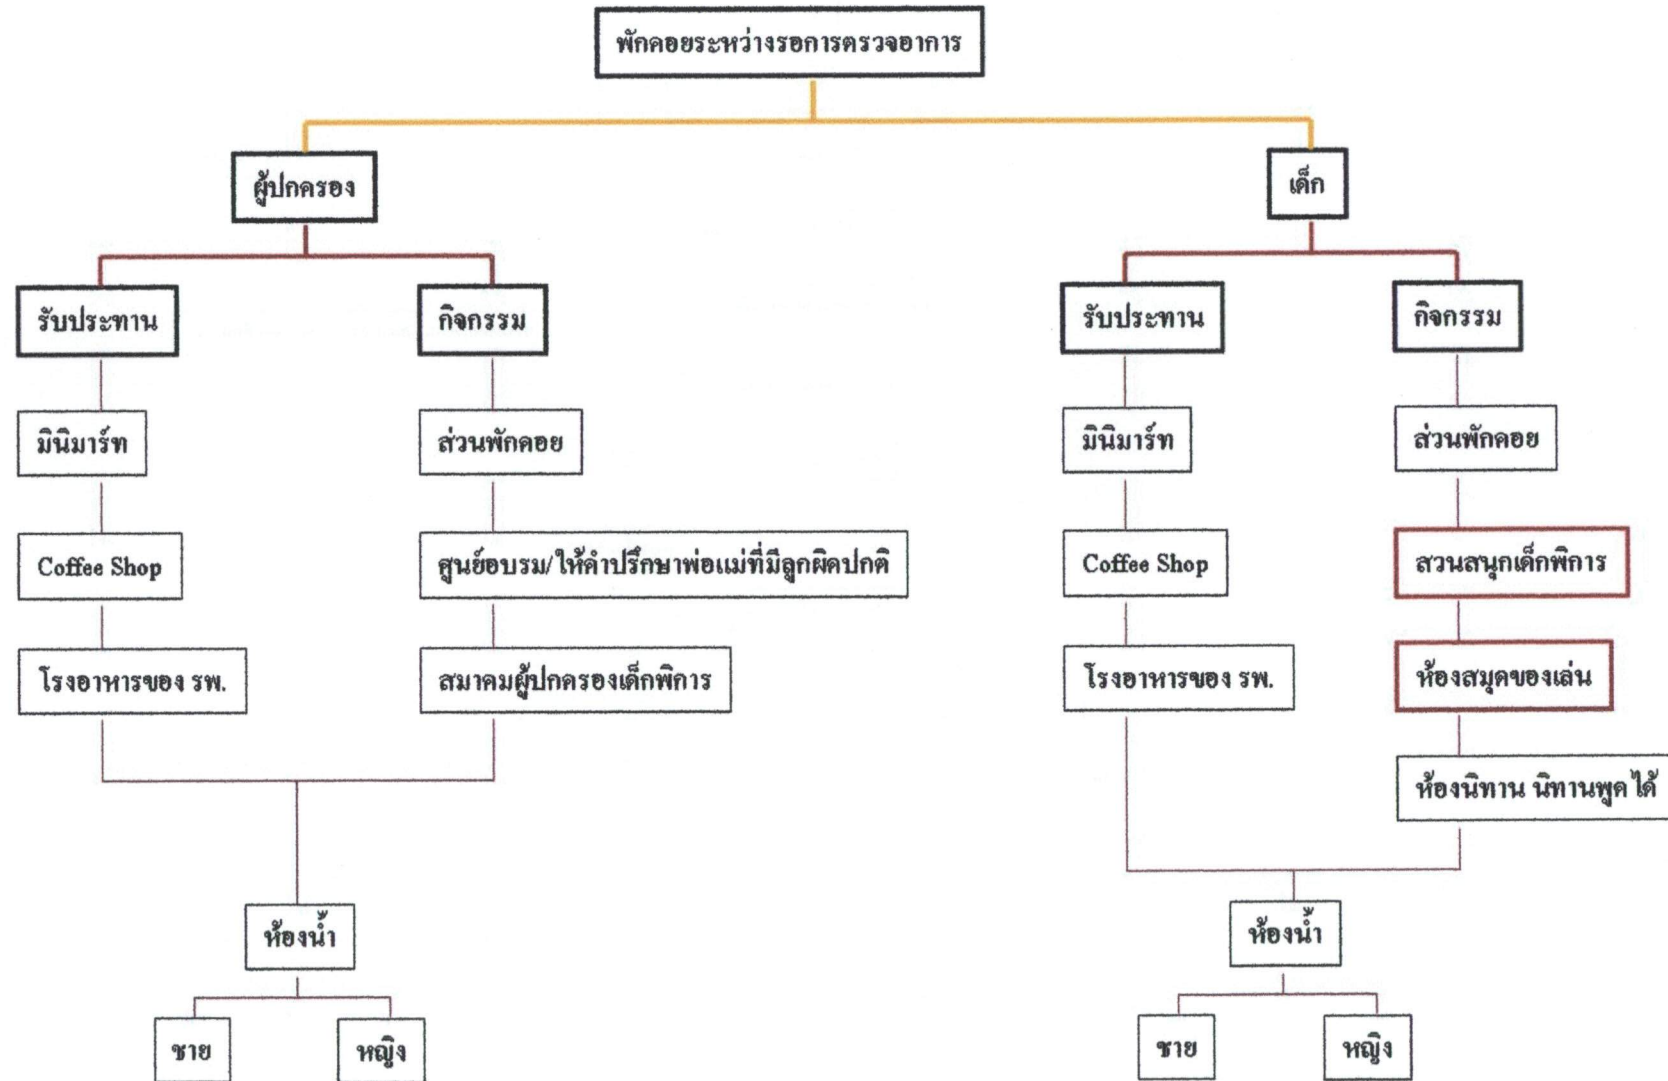 พักคอยระหว่างรอการตรวจอาการ
ผู้ปกครอง
เด็ก
รับประทาน
กิจกรรม
รับประทาน
กิจกรรม
มินิมาร์ท
ส่วนพักคอย
มินิมาร์ท
ส่วนพักคอย
Coffee Shop
ศูนย์อบรม/ให้คำปรึกษาพ่อแม่ที่มีลูกผิดปกติ
Coffee Shop
สวนสนุกเด็กพิการ
โรงอาหารของ รพ.
สมาคมผู้ปกครองเด็กพิการ
โรงอาหารของ รพ.
ห้องสมุดของเล่น
ห้องนิทาน นิทานพูดได้
ห้องน้ำ
ห้องน้ำ
ชาย
หญิง
ชาย
หญิง